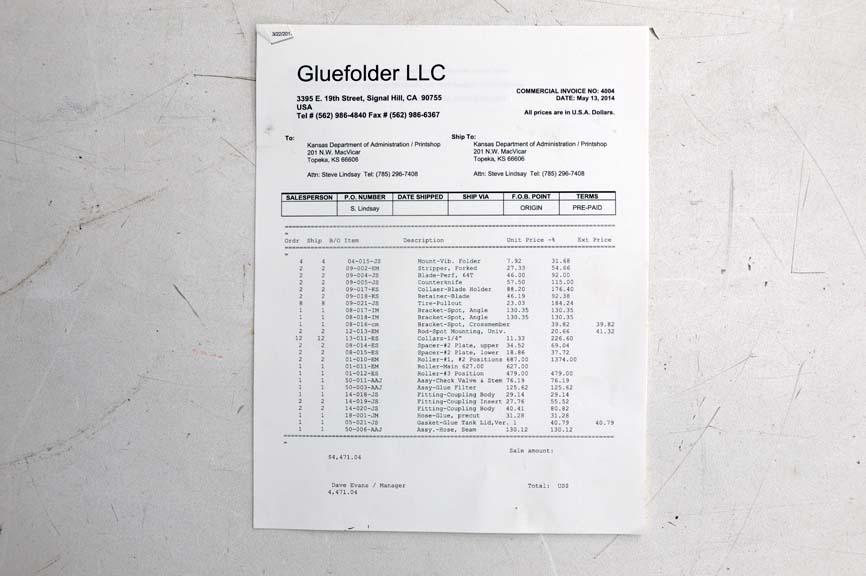 3/22/201
Gluefolder LLC
3395 E. 19th Street, Signal Hill, CA 90755
USA
Tel # (562) 986-4840 Fax # (562) 986-6367
COMMERCIAL INVOICE NO: 4004
DATE: May 13, 2014
All prices are in U.S.A. Dollars.
To:
Kansas Department of Administration / Printshop
201 N.W. MacVicar
Topeka, KS 66606
Attn: Steve Lindsay Tel: (785) 296-7408
Ship To:
Kansas Department of Administration / Printshop
201 N.W. MacVicar
Topeka, KS 66606
Attn: Steve Lindsay Tel: (785) 296-7408
SALESPERSON P.O. NUMBER DATE SHIPPED SHIP VIA F.O.B. POINT TERMS
S. Lindsay ORIGIN PRE-PAID
Ordr Ship B/O Item Description Unit Price -% Ext Price
4 4 04-015-JS Mount-Vib. Folder 7.92 31.68
2 2 09-002-EM Stripper, Forked 27.33 54.66
2 2 09-004-JS Blade-Perf, 64T 46.00 92.00
2 2 09-005-JS Counterknife 57.50 115.00
2 2 09-017-KS Collaer-Blade Holder 88.20 176.40
2 2 09-018-KS Retainer-Blade 46.19 92.38
8 8 09-021-JS Tire-Pullout 23.03 184.24
1 1 08-017-IM Bracket-Spot, Angle 130.35 130.35
1 1 08-018-IM Bracket-Spot, Angle 130.35 130.35
1 1 08-016-cm Bracket-Spot, Crossmember 39.82 39.82
2 2 12-013-EM Rod-Spot Mounting, Univ. 20.66 41.32
12 12 13-011-ES Collars-1/4" 11.33 226.60
2 2 08-014-ES Spacer-#2 Plate, upper 34.52 69.04
2 2 08-015-ES Spacer-#2 Plate, lower 18.86 37.72
2 2 01-010-EM Roller-#1, #2 Positions 687.00 1374.00
1 1 01-011-EM Roller-Main 627.00 627.00
1 1 01-012-ES Roller-#3 Position 479.00 479.00
1 1 50-011-AAJ Assy-Check Valve & Stem 76.19 76.19
1 1 50-003-AAJ Assy-Glue Filter 125.62 125.62
1 1 14-018-JS Fitting-Coupling Body 29.14 29.14
2 2 14-019-JS Fitting-Coupling Insert 27.76 55.52
2 2 14-020-JS Fitting-Coupling Body 40.41 80.82
1 1 18-001-JM Hose-Glue, precut 31.28 31.28
1 1 05-021-JS Gasket-Glue Tank Lid,Ver. 1 40.79 40.79
1 1 50-006-AAJ Assy.-Hose, Seam 130.12 130.12
Sale amount:
$4,471.04
Dave Evans / Manager Total: US$
4,471.04